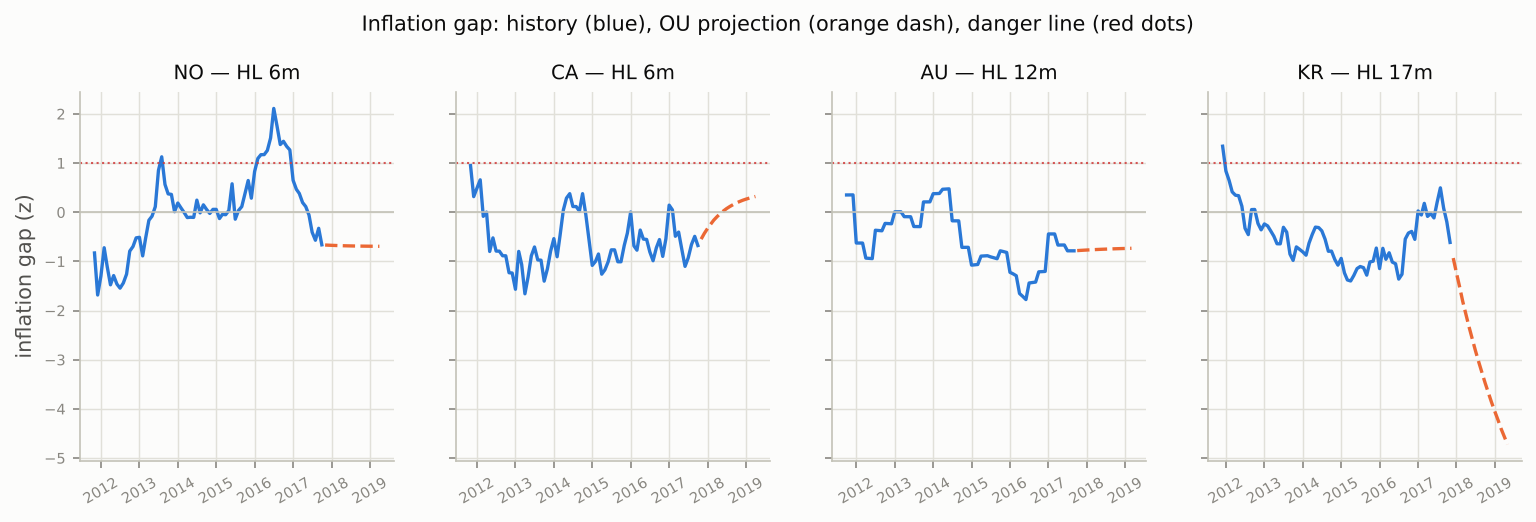 Inflation gap: history (blue), OU projection (orange dash), danger line (red dots)
NO — HL 6m
CA — HL 6m
AU — HL 12m
KR — HL 17m
inflation gap (z)
2
1
0
−1
−2
−3
−4
−5
2012 2013 2014 2015 2016 2017 2018 2019
2012 2013 2014 2015 2016 2017 2018 2019
2012 2013 2014 2015 2016 2017 2018 2019
2012 2013 2014 2015 2016 2017 2018 2019